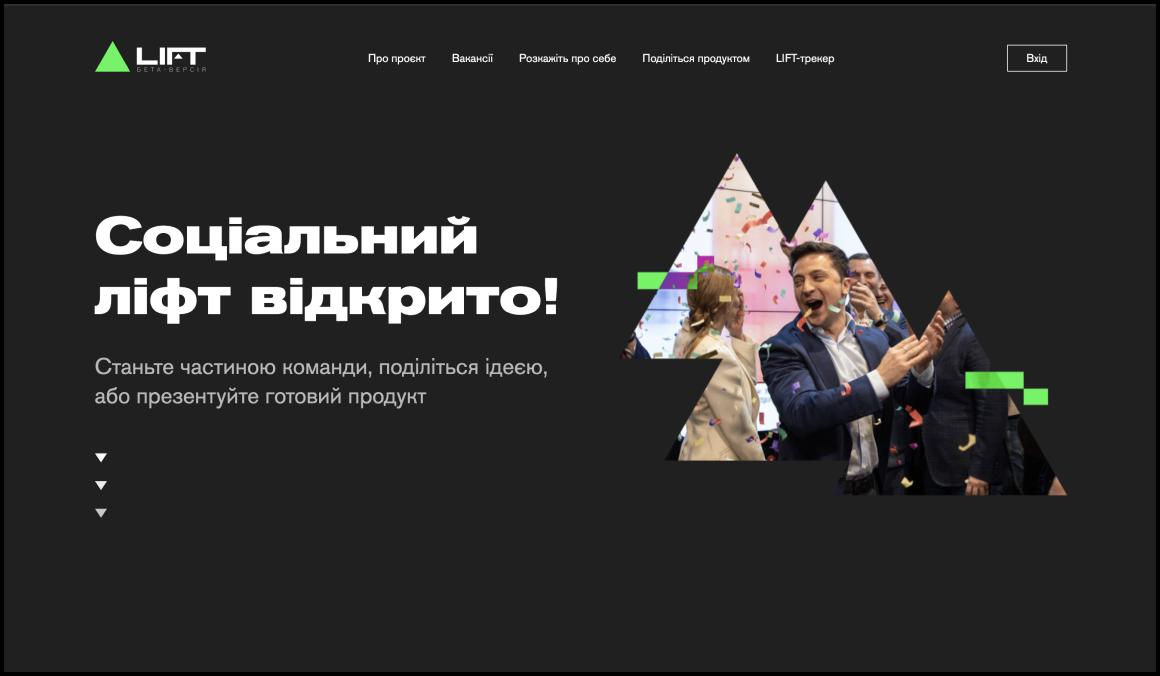 LIFT
БЕТА-ВЕРСІЯ
Про проєкт
Вакансії
Розкажіть про себе
Поділіться продуктом
LIFT-трекер
Вхід
Соціальний
ліфт відкрито!
Станьте частиною команди, поділіться ідеєю,
або презентуйте готовий продукт